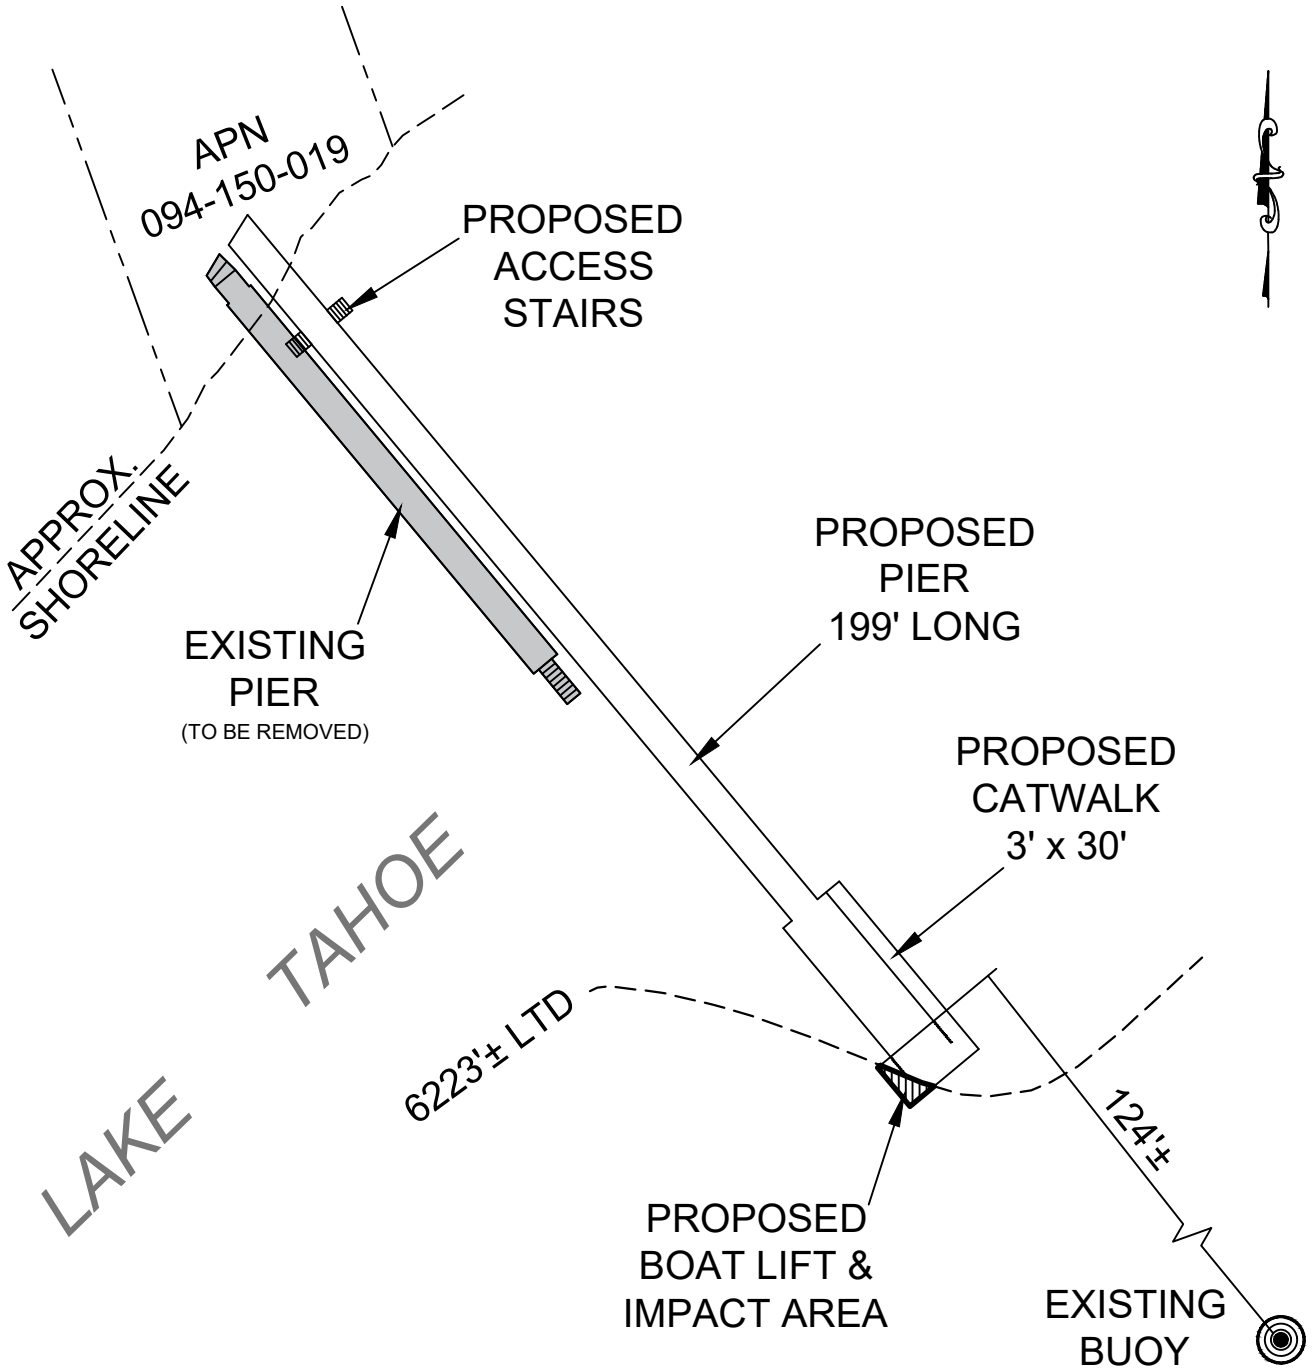 APN
094-150-019
PROPOSED
ACCESS
STAIRS
APPROX.
SHORELINE
EXISTING
PIER
(TO BE REMOVED)
PROPOSED
PIER
199' LONG
PROPOSED
CATWALK
3' x 30'
LAKE TAHOE
6223'± LTD
124'±
PROPOSED
BOAT LIFT &
IMPACT AREA
EXISTING
BUOY